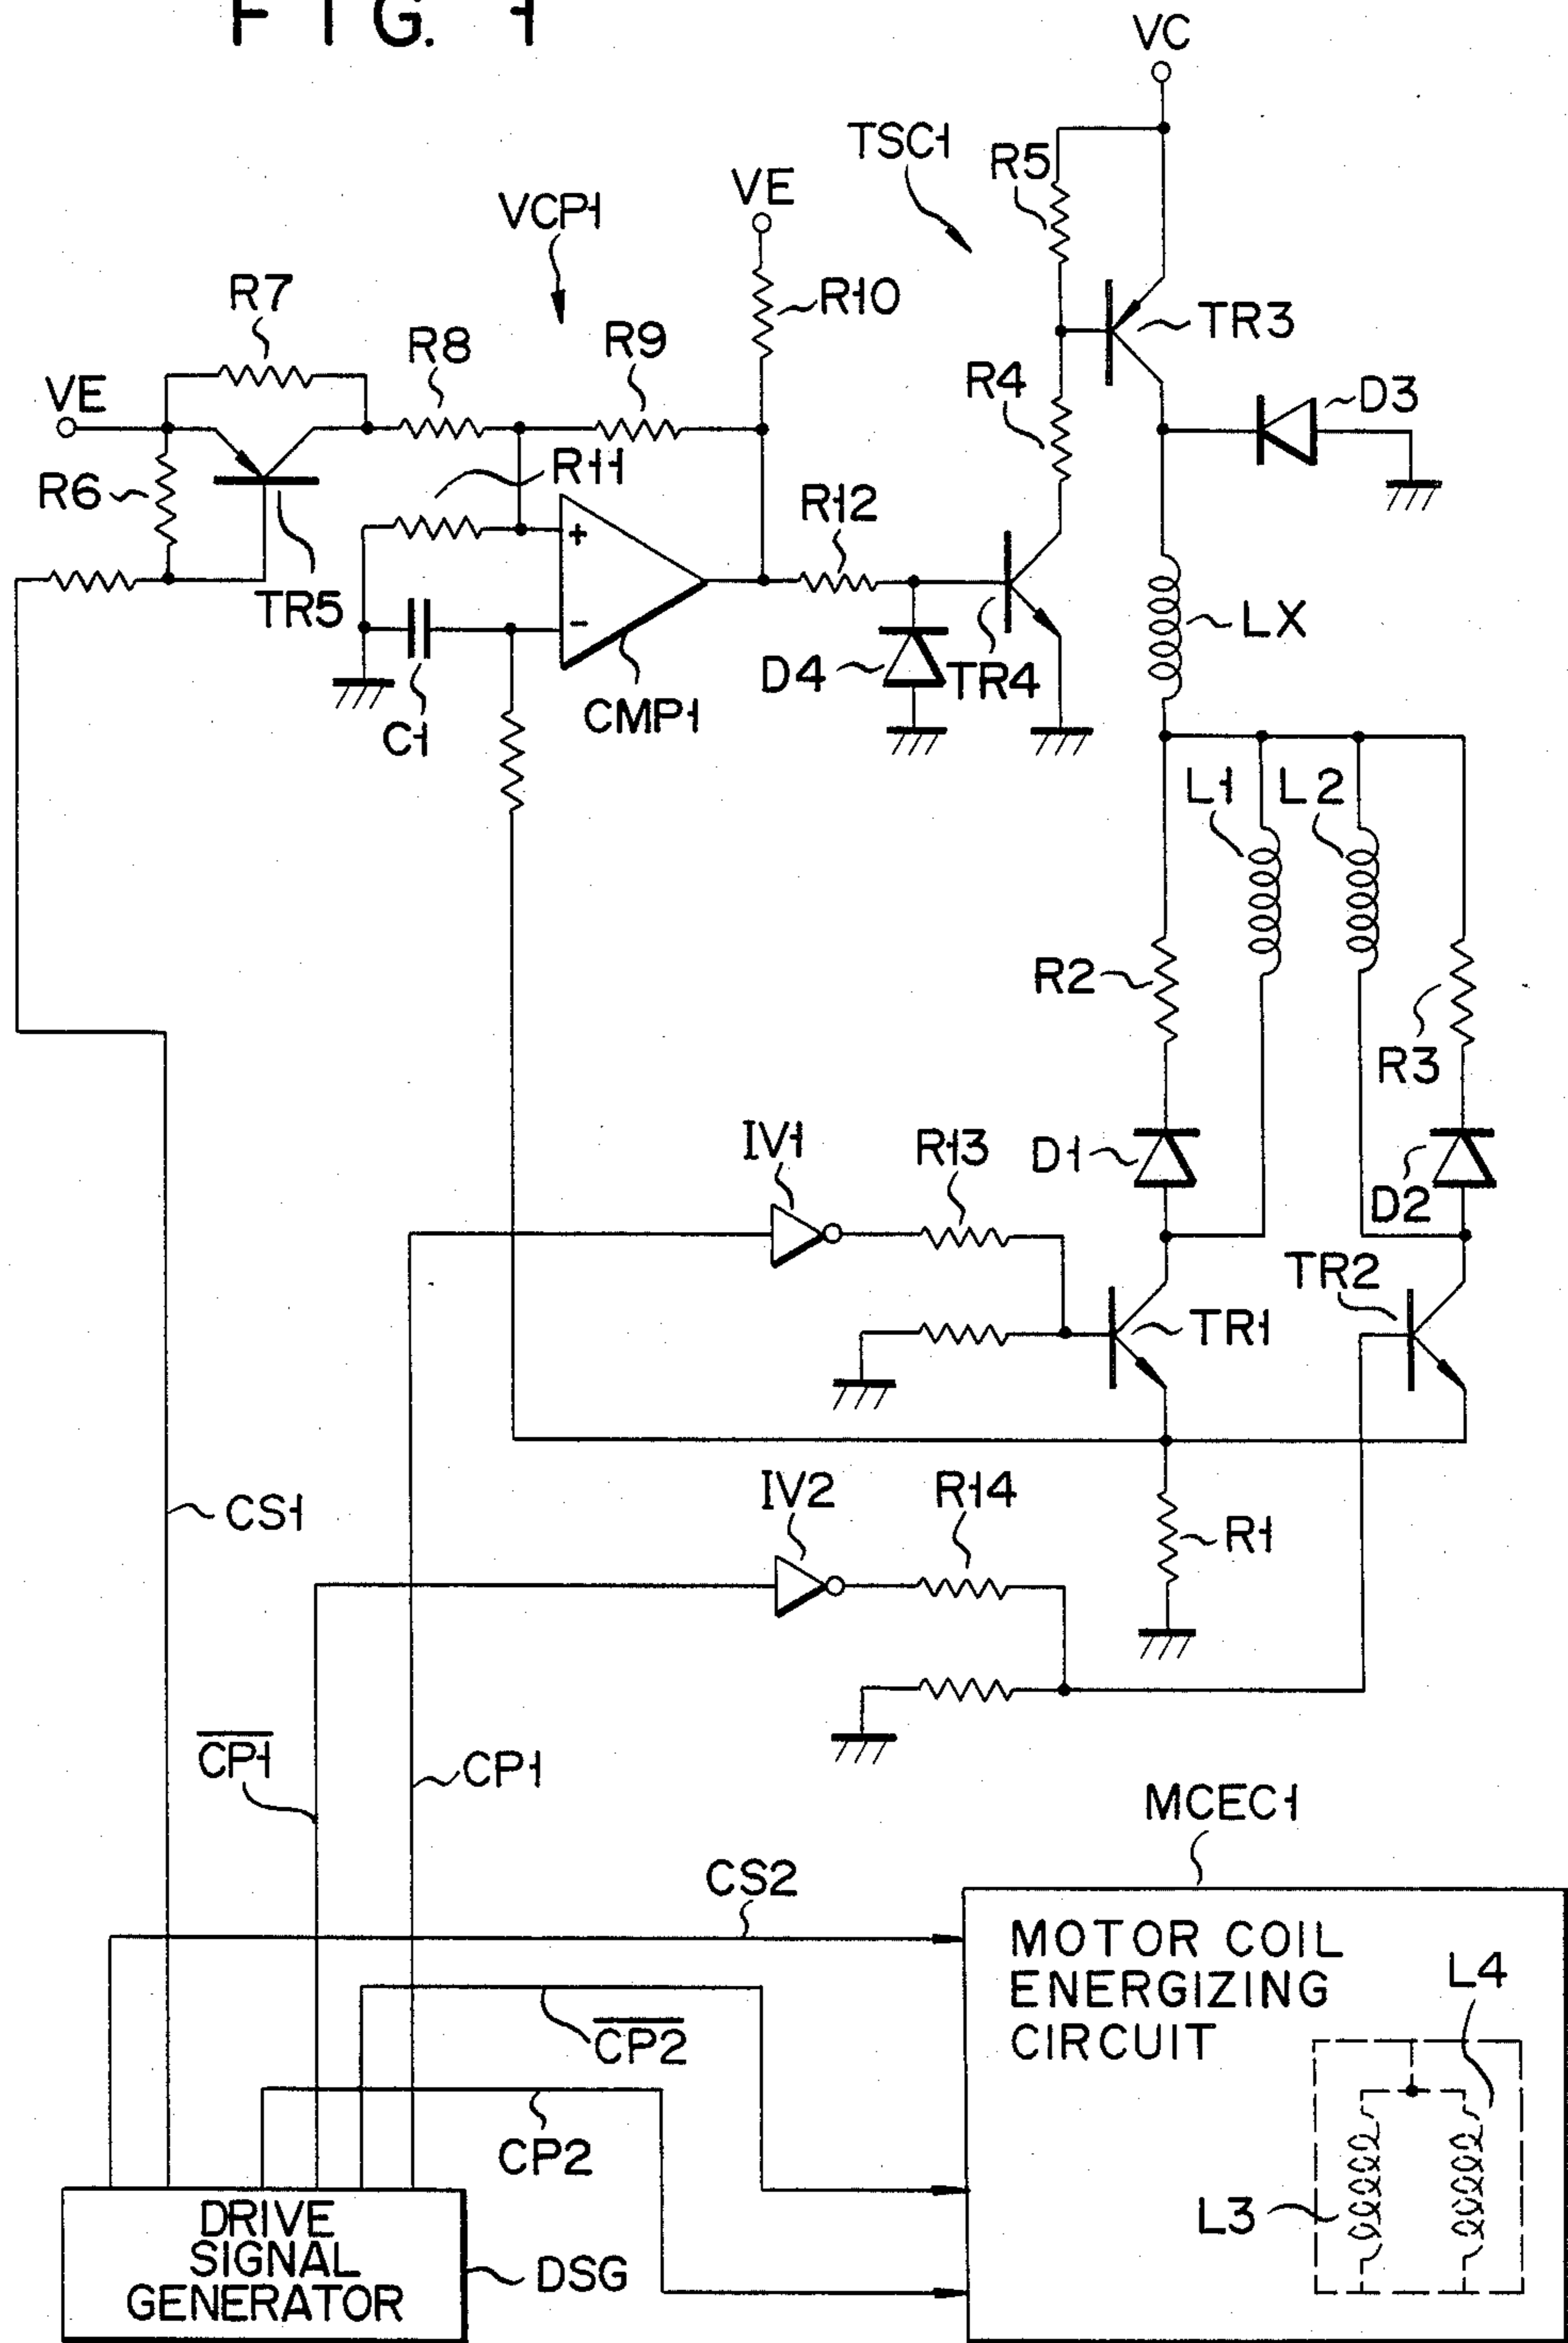 FIG. 1
VC
TSC1
R5
VE
VCP1
R10
TR3
R7
R8
R9
R4
D3
VE
R11
R6
R12
TR5
+
-
LX
D4
TR4
CMP1
C1
L1
L2
R2
R3
IV1
R13
D1
D2
TR2
TR1
IV2
R14
CS1
R1
CP1
CP1
MCEC1
CS2
MOTOR COIL
ENERGIZING
CIRCUIT
L4
CP2
CP2
L3
DRIVE
SIGNAL
GENERATOR
DSG